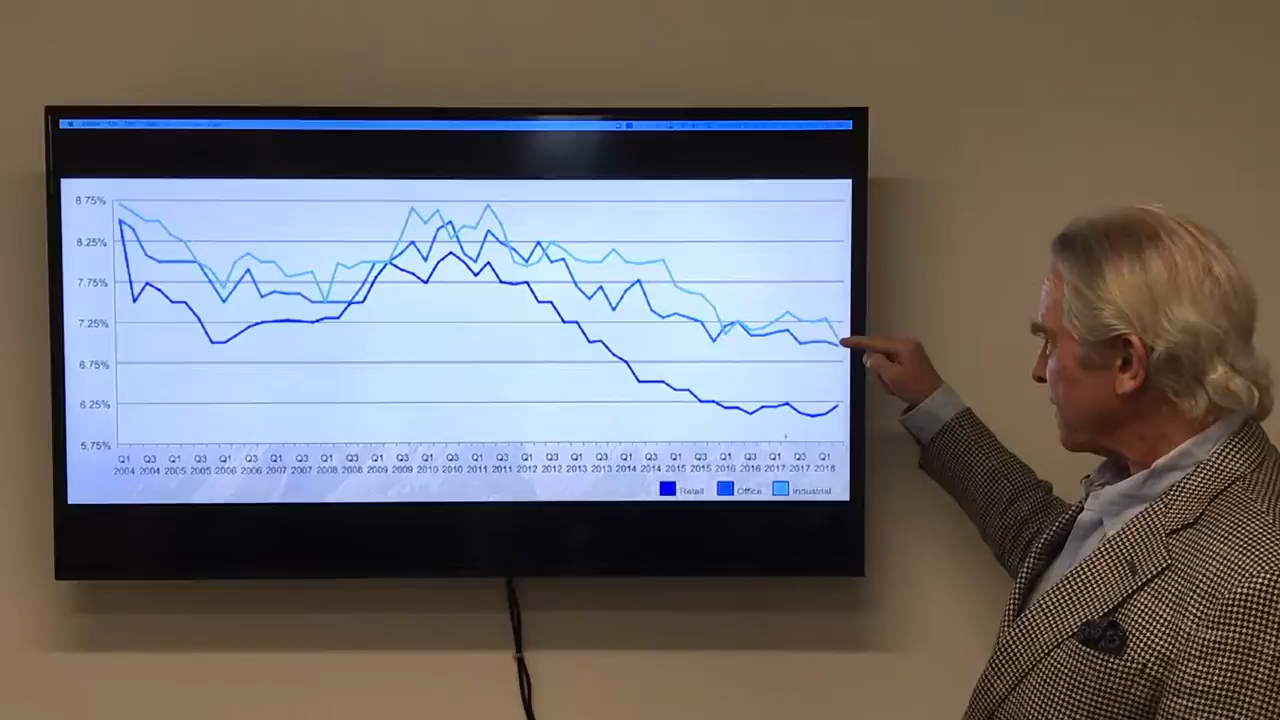 8.75%
8.25%
7.75%
7.25%
6.75%
6.25%
5.75%
Q1 Q3 Q1 Q3 Q1 Q3 Q1 Q3 Q1 Q3 Q1 Q3 Q1 Q3 Q1 Q3 Q1 Q3 Q1 Q3 Q1 Q3 Q1 Q3 Q1 Q3 Q1 Q3 Q1
2004 2004 2005 2005 2006 2006 2007 2007 2008 2008 2009 2009 2010 2010 2011 2011 2012 2012 2013 2013 2014 2014 2015 2015 2016 2016 2017 2017 2018
Retail Office Industrial